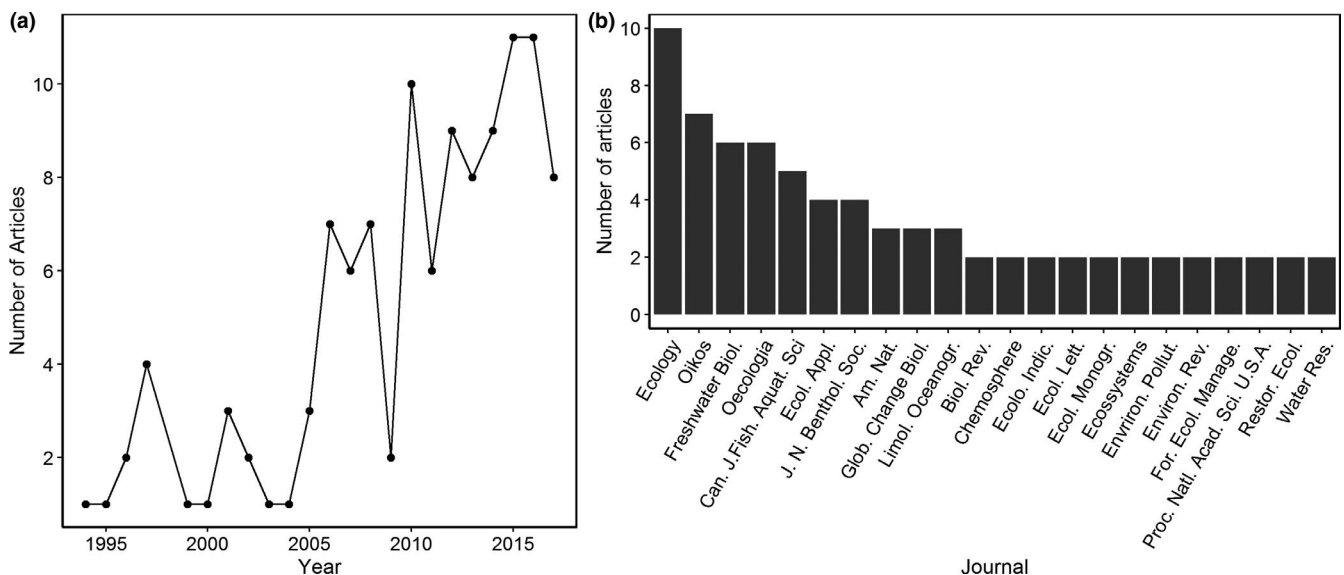 (a)
Number of Articles
10
8
6
4
2
1995 2000 2005 2010 2015
Year
(b)
Number of articles
10
8
6
4
2
0
Ecology
Oikos
Freshwater Biol.
Oecologia
Can. J.Fish. Aquat. Sci
Ecol. Appl.
J. N. Benthol. Soc.
Am. Nat.
Glob. Change Biol.
Limol. Oceanogr.
Biol. Rev.
Chemosphere
Ecolo. Indic.
Ecol. Lett.
Ecol. Monogr.
Ecossystems
Envriron. Pollut.
Environ. Rev.
For. Ecol. Manage.
Proc. Natl. Acad. Sci. U.S.A.
Restor. Ecol.
Water Res.
Journal